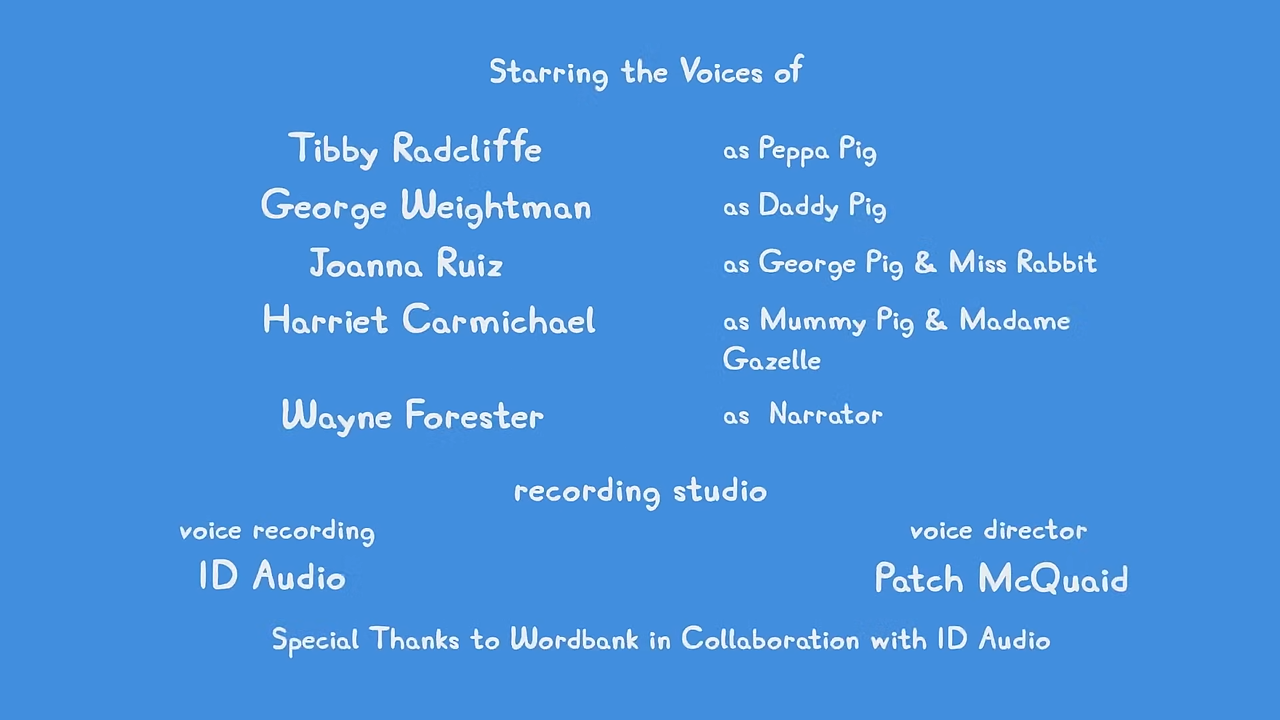 Starring the Voices of
Tibby Radcliffe as Peppa Pig
George Weightman as Daddy Pig
Joanna Ruiz as George Pig & Miss Rabbit
Harriet Carmichael as Mummy Pig & Madame
Gazelle
Wayne Forester as Narrator
recording studio
voice recording voice director
ID Audio Patch McQuaid
Special Thanks to Wordbank in Collaboration with ID Audio